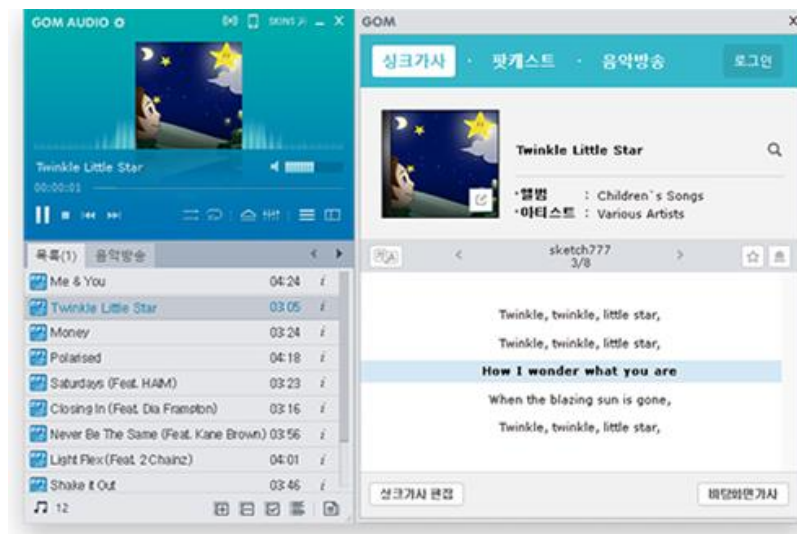 GOM AUDIO
SKINS
Twinkle Little Star
00:00:01
목록(1) 음악방송
Me & You 04:24 i
Twinkle Little Star 03:05 i
Money 03:24 i
Polarised 04:18 i
Saturdays (Feat. HAIM) 03:23 i
Closing In (Feat. Dia Frampton) 03:16 i
Never Be The Same (Feat. Kane Brown) 03:56 i
Light Flex (Feat. 2 Chainz) 04:01 i
Shake it Out 03:46 i
12
GOM
싱크가사 · 팟캐스트 · 음악방송 로그인
Twinkle Little Star
·앨범 : Children`s Songs
·아티스트 : Various Artists
sketch777
3/8
Twinkle, twinkle, little star,
Twinkle, twinkle, little star,
How I wonder what you are
When the blazing sun is gone,
Twinkle, twinkle, little star,
싱크가사 편집 바탕화면가사